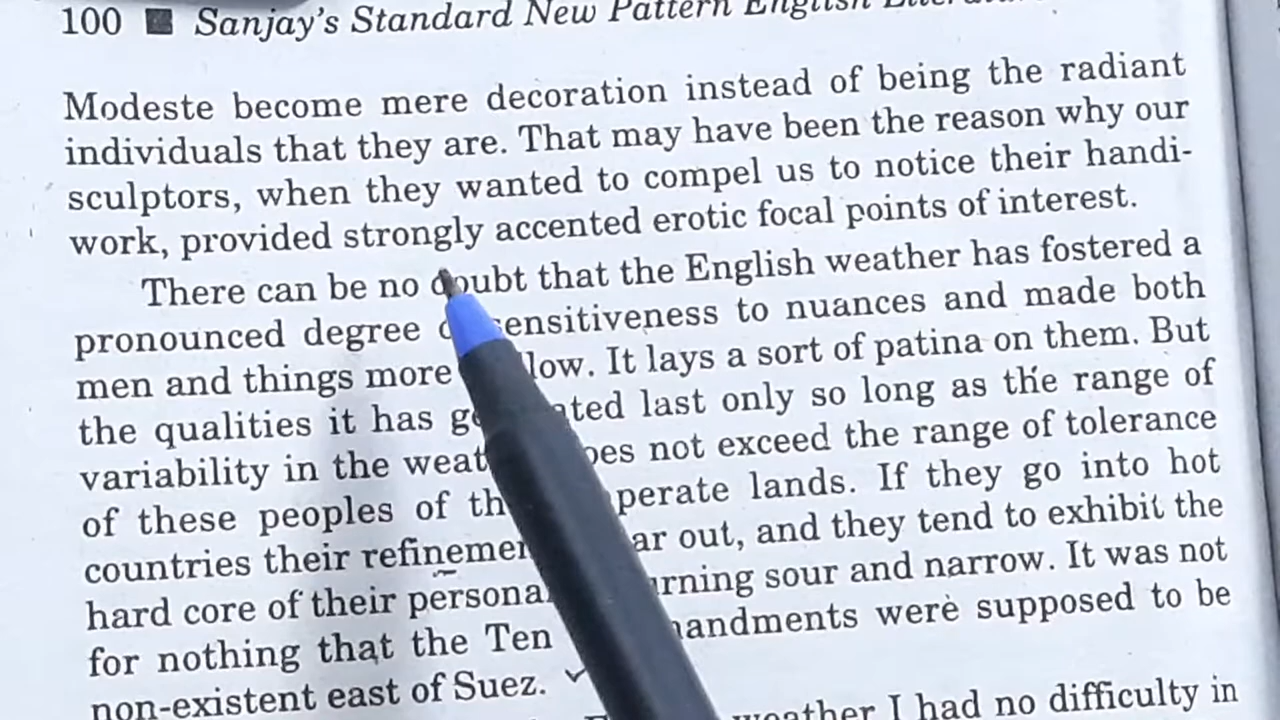 100 ■ Sanjay's Standard New Pattern English
Modeste become mere decoration instead of being the radiant
individuals that they are. That may have been the reason why our
sculptors, when they wanted to compel us to notice their handi-
work, provided strongly accented erotic focal points of interest.
There can be no doubt that the English weather has fostered a
pronounced degree sensitiveness to nuances and made both
men and things more low. It lays a sort of patina on them. But
the qualities it has last only so long as the range of
variability in the not exceed the range of tolerance
of these peoples of lands. If they go into hot
countries their out, and they tend to exhibit the
hard core of their sour and narrow. It was not
for nothing that the Ten were supposed to be
non-existent east of Suez.
weather I had no difficulty in